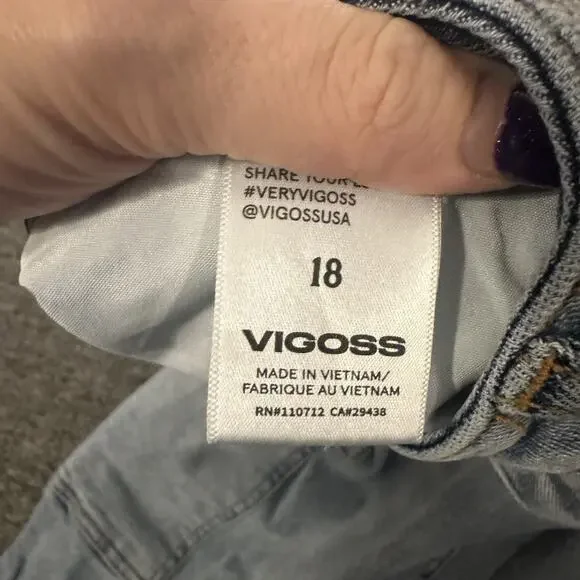 SHARE YOUR
#VERYVIGOSS
@VIGOSSUSA
18
VIGOSS
MADE IN VIETNAM/
FABRIQUE AU VIETNAM
RN#110712 CA#29438